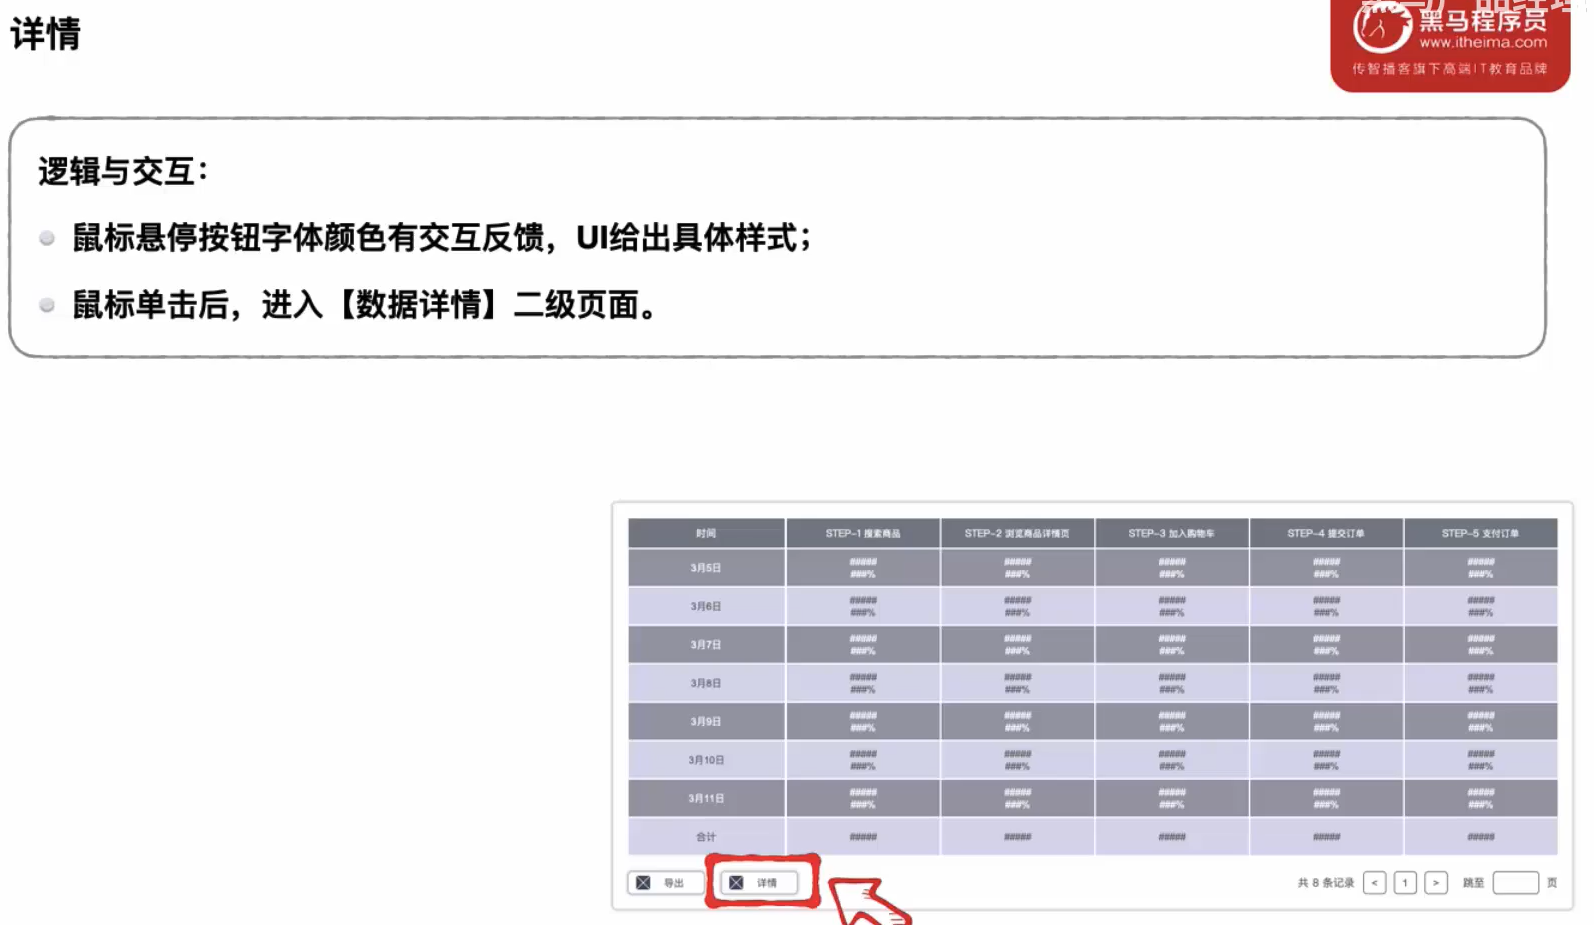 详情
黑马程序员
www.itheima.com
传智播客旗下高端IT教育品牌
逻辑与交互：
鼠标悬停按钮字体颜色有交互反馈，UI给出具体样式；
鼠标单击后，进入【数据详情】二级页面。
时间 STEP-1 搜索商品 STEP-2 浏览商品详情页 STEP-3 加入购物车 STEP-4 提交订单 STEP-5 支付订单
3月5日 ##### ##### ##### ##### #####
###% ###% ###% ###% ###%
3月6日 ##### ##### ##### ##### #####
###% ###% ###% ###% ###%
3月7日 ##### ##### ##### ##### #####
###% ###% ###% ###% ###%
3月8日 ##### ##### ##### ##### #####
###% ###% ###% ###% ###%
3月9日 ##### ##### ##### ##### #####
###% ###% ###% ###% ###%
3月10日 ##### ##### ##### ##### #####
###% ###% ###% ###% ###%
3月11日 ##### ##### ##### ##### #####
###% ###% ###% ###% ###%
合计 ##### ##### ##### ##### #####
导出 详情 共 8 条记录 < 1 > 跳至 页